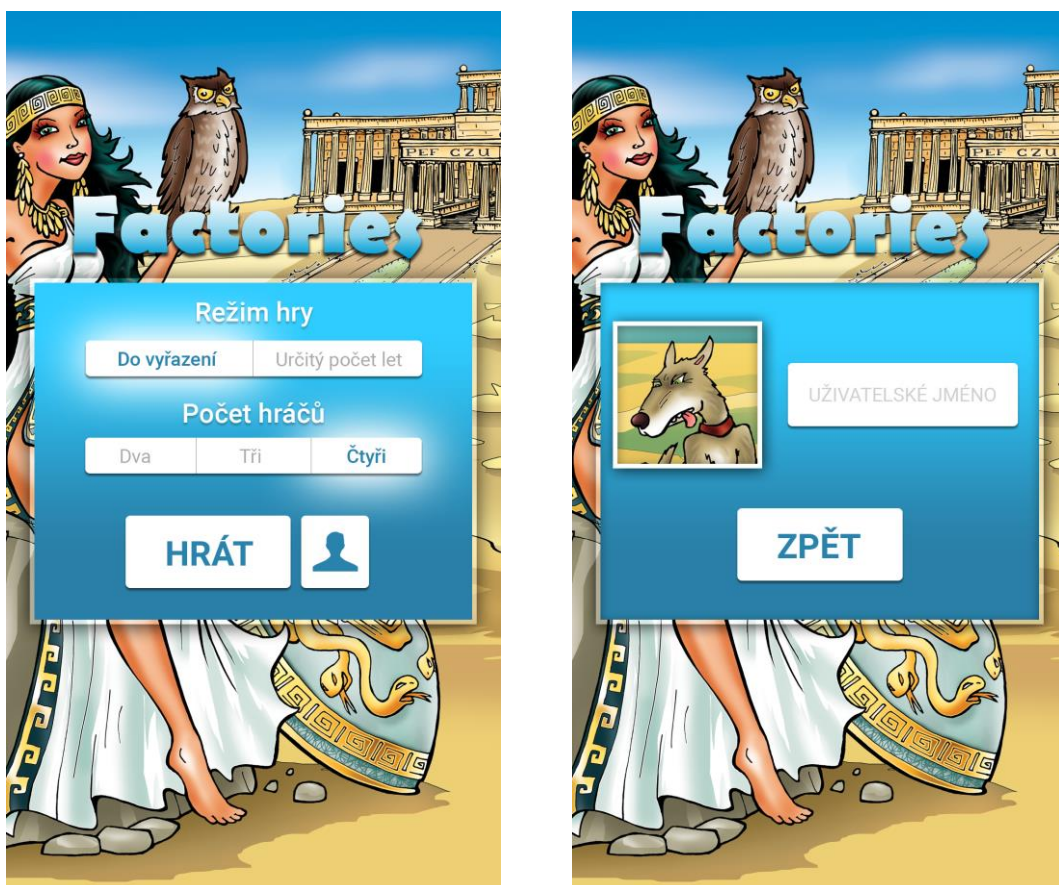 PEF CZU
Factories
Režim hry
Do vyřazení Určitý počet let
Počet hráčů
Dva Tři Čtyři
HRÁT
PEF CZU
Factories
UŽIVATELSKÉ JMÉNO
ZPĚT